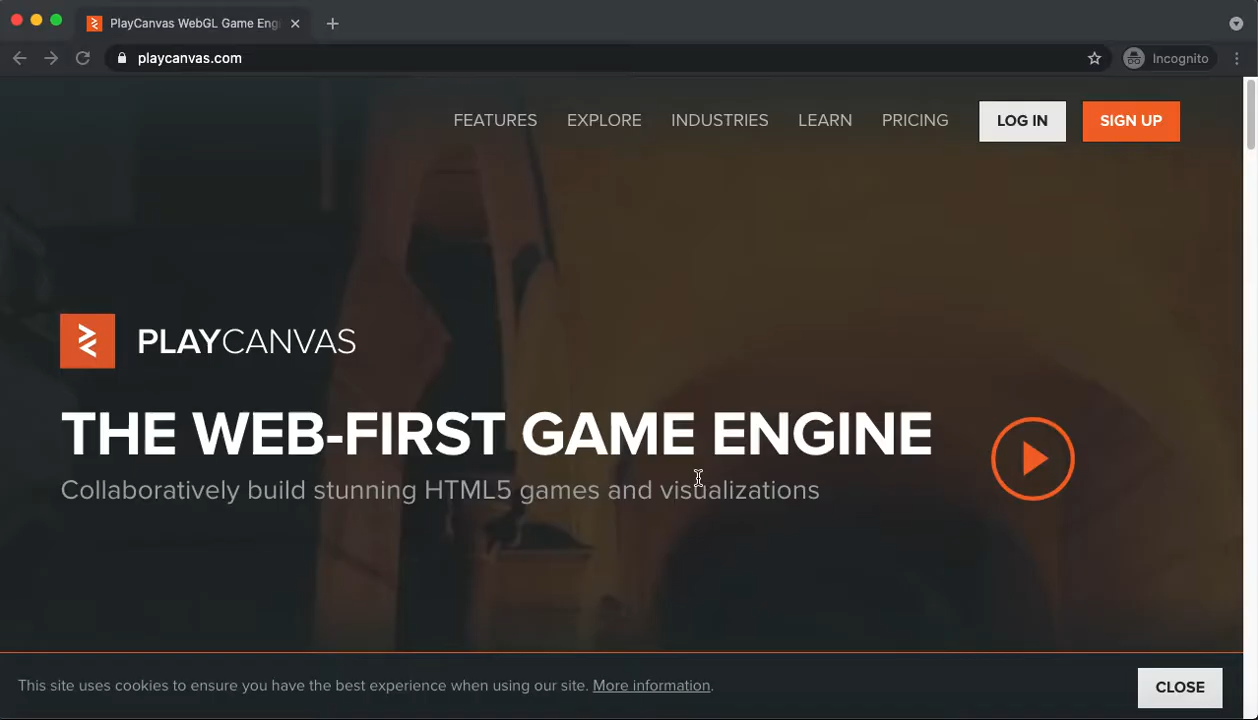 PlayCanvas WebGL Game Eng
playcanvas.com
Incognito
FEATURES EXPLORE INDUSTRIES LEARN PRICING LOG IN SIGN UP
PLAYCANVAS
THE WEB-FIRST GAME ENGINE
Collaboratively build stunning HTML5 games and visualizations
This site uses cookies to ensure you have the best experience when using our site. More information.
CLOSE